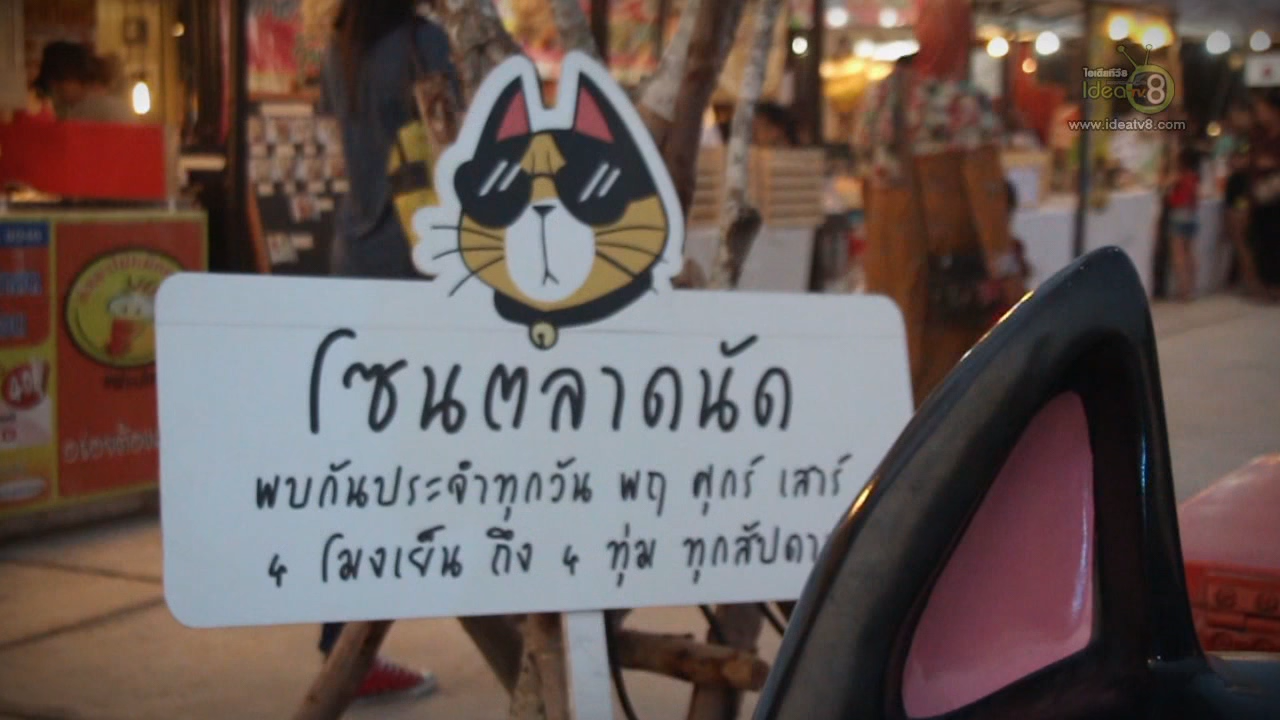 ไอเดียทีวี8
Ideatv8
www.ideatv8.com
โซนตลาดนัด
พบกันประจำทุกวัน พฤ ศุกร์ เสาร์
4 โมงเย็น ถึง 4 ทุ่ม ทุกสัปดา